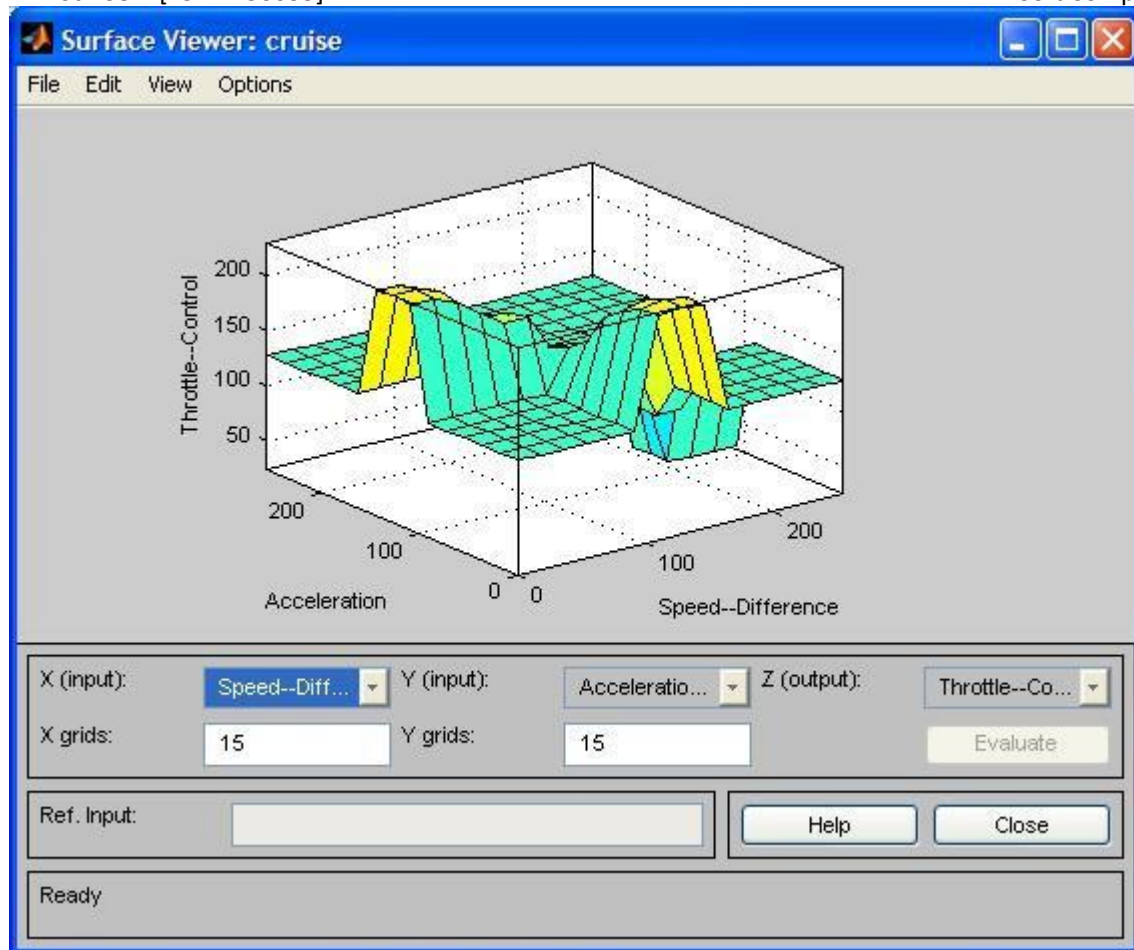 Surface Viewer: cruise
File Edit View Options
Throttle--Control
200
150
100
50
200
100
0
0
100
200
Acceleration
Speed--Difference
X (input): Speed--Diff... Y (input): Acceleratio... Z (output): Throttle--Co...
X grids: 15 Y grids: 15 Evaluate
Ref. Input: Help Close
Ready